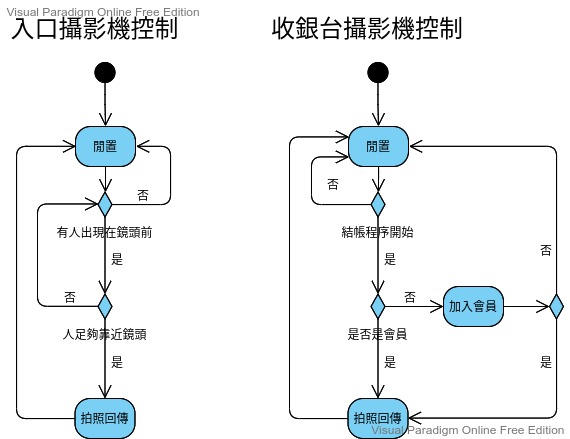 Visual Paradigm Online Free Edition
入口攝影機控制
收銀台攝影機控制
閒置
否
有人出現在鏡頭前
是
否
人足夠靠近鏡頭
是
拍照回傳
閒置
否
結帳程序開始
是
否
加入會員
否
是否是會員
是
是
拍照回傳
Visual Paradigm Online Free Edition